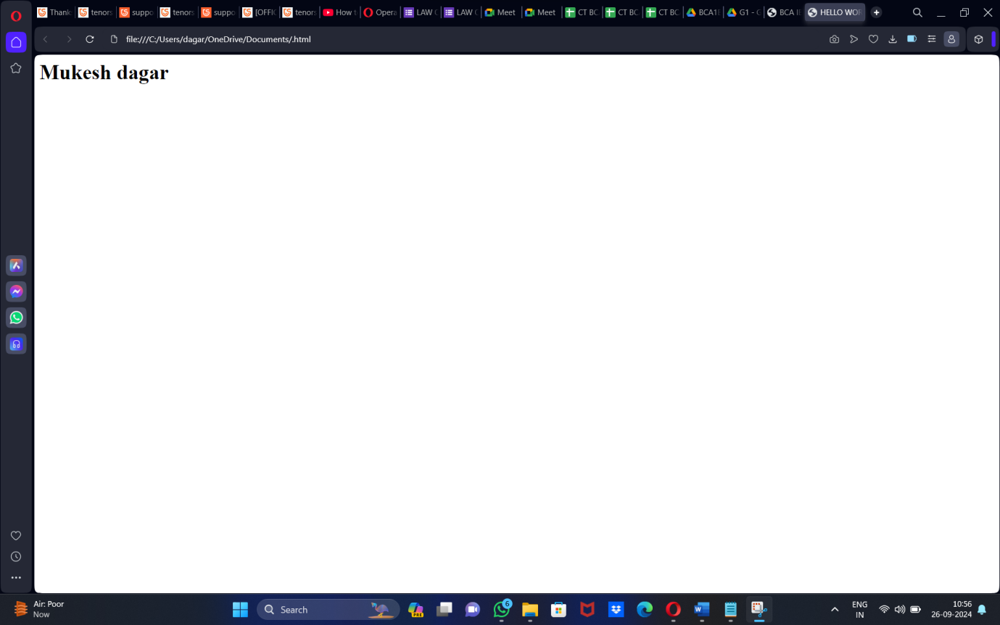 Thank tenors suppo tenors suppo [OFFIC tenors How t Opera LAW C LAW C Meet Meet CT BC CT BC CT BC BCA1E G1 - C BCA IE HELLO WOR
file:///C:/Users/dagar/OneDrive/Documents/.html
Mukesh dagar
Air: Poor
Now
Search
PRE
6
ENG
IN
10:56
26-09-2024